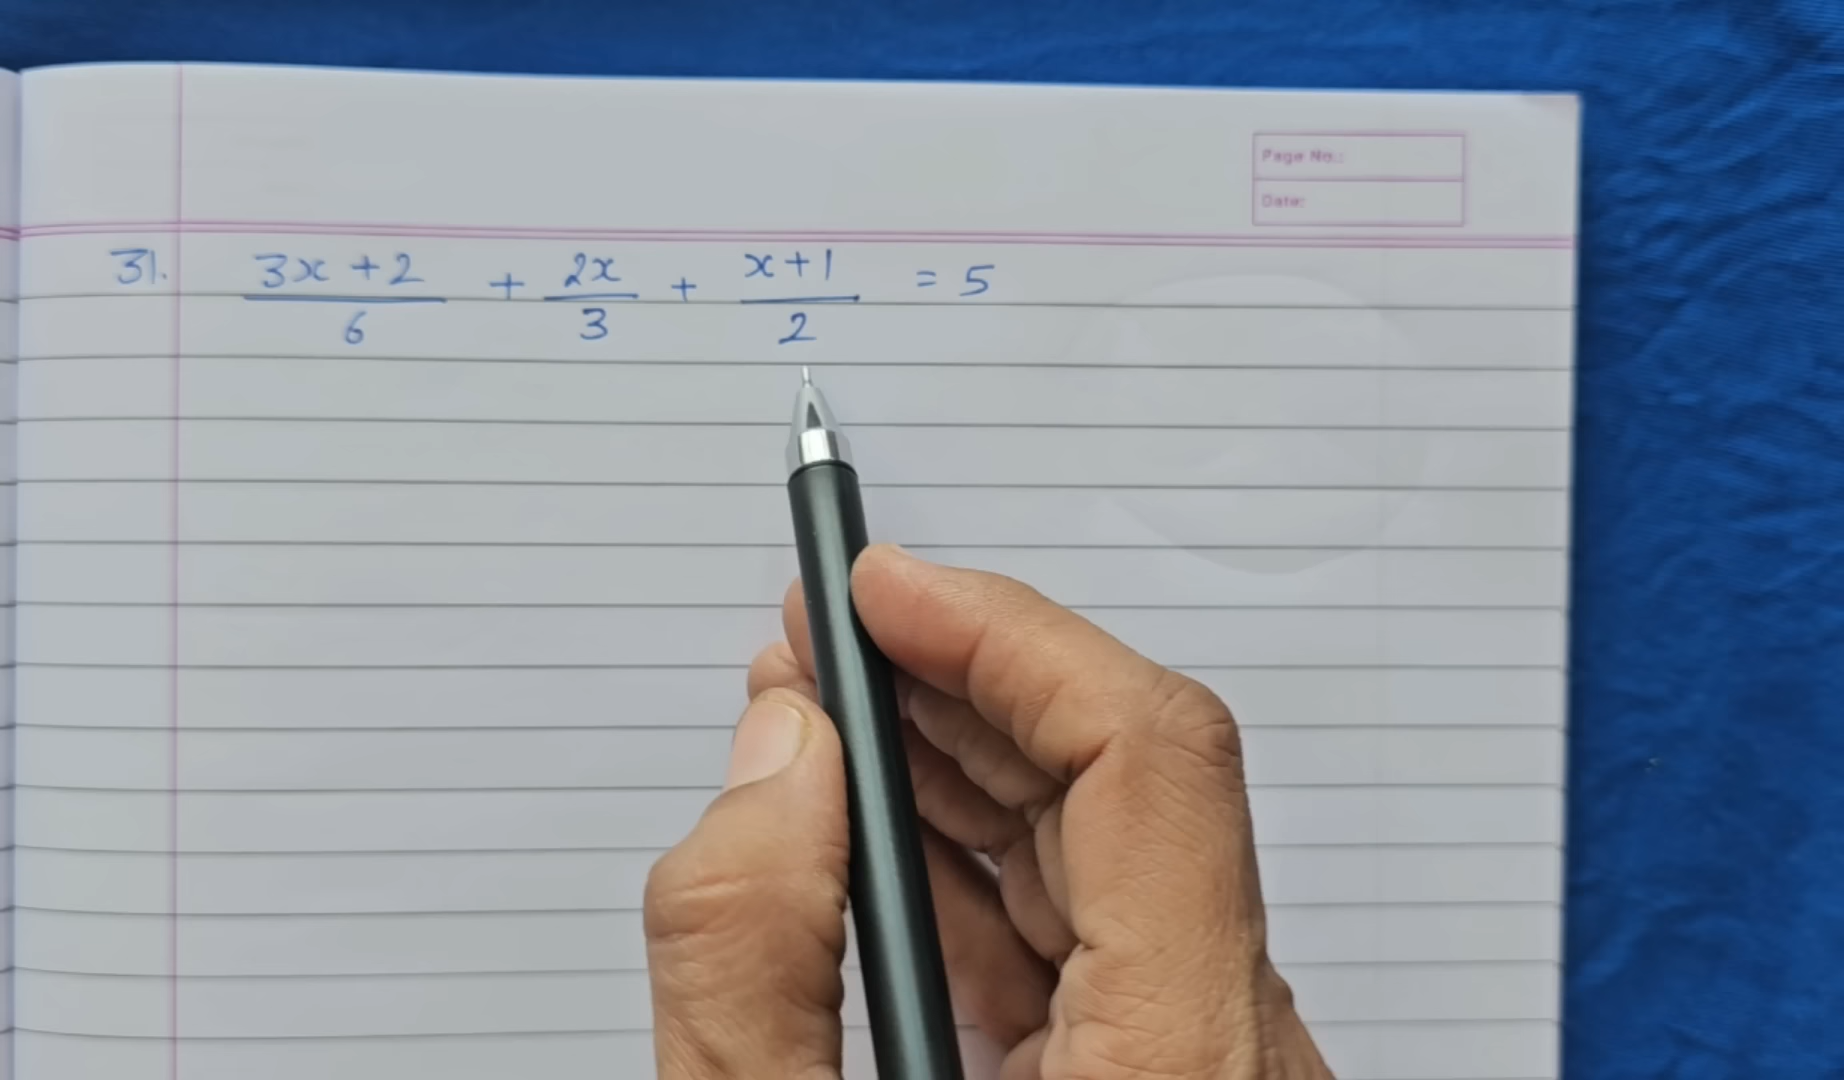 Page No.:
Date:
31. (3x + 2)/6 + 2x/3 + (x+1)/2 = 5